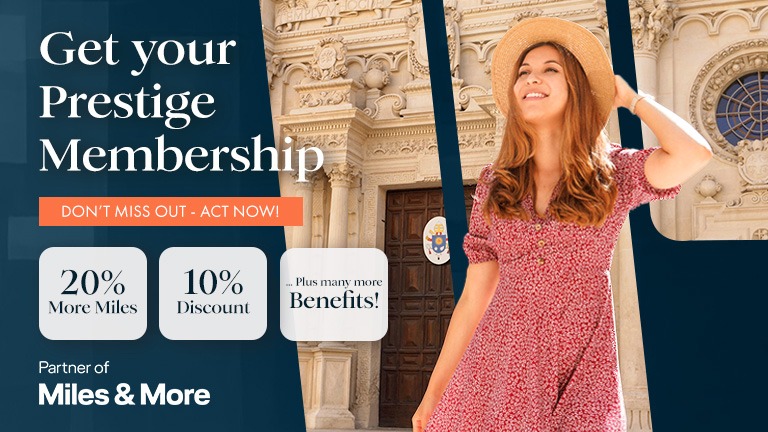 Get your
Prestige
Membership
DON'T MISS OUT - ACT NOW!
20%
More Miles
10%
Discount
... Plus many more
Benefits!
Partner of
Miles & More